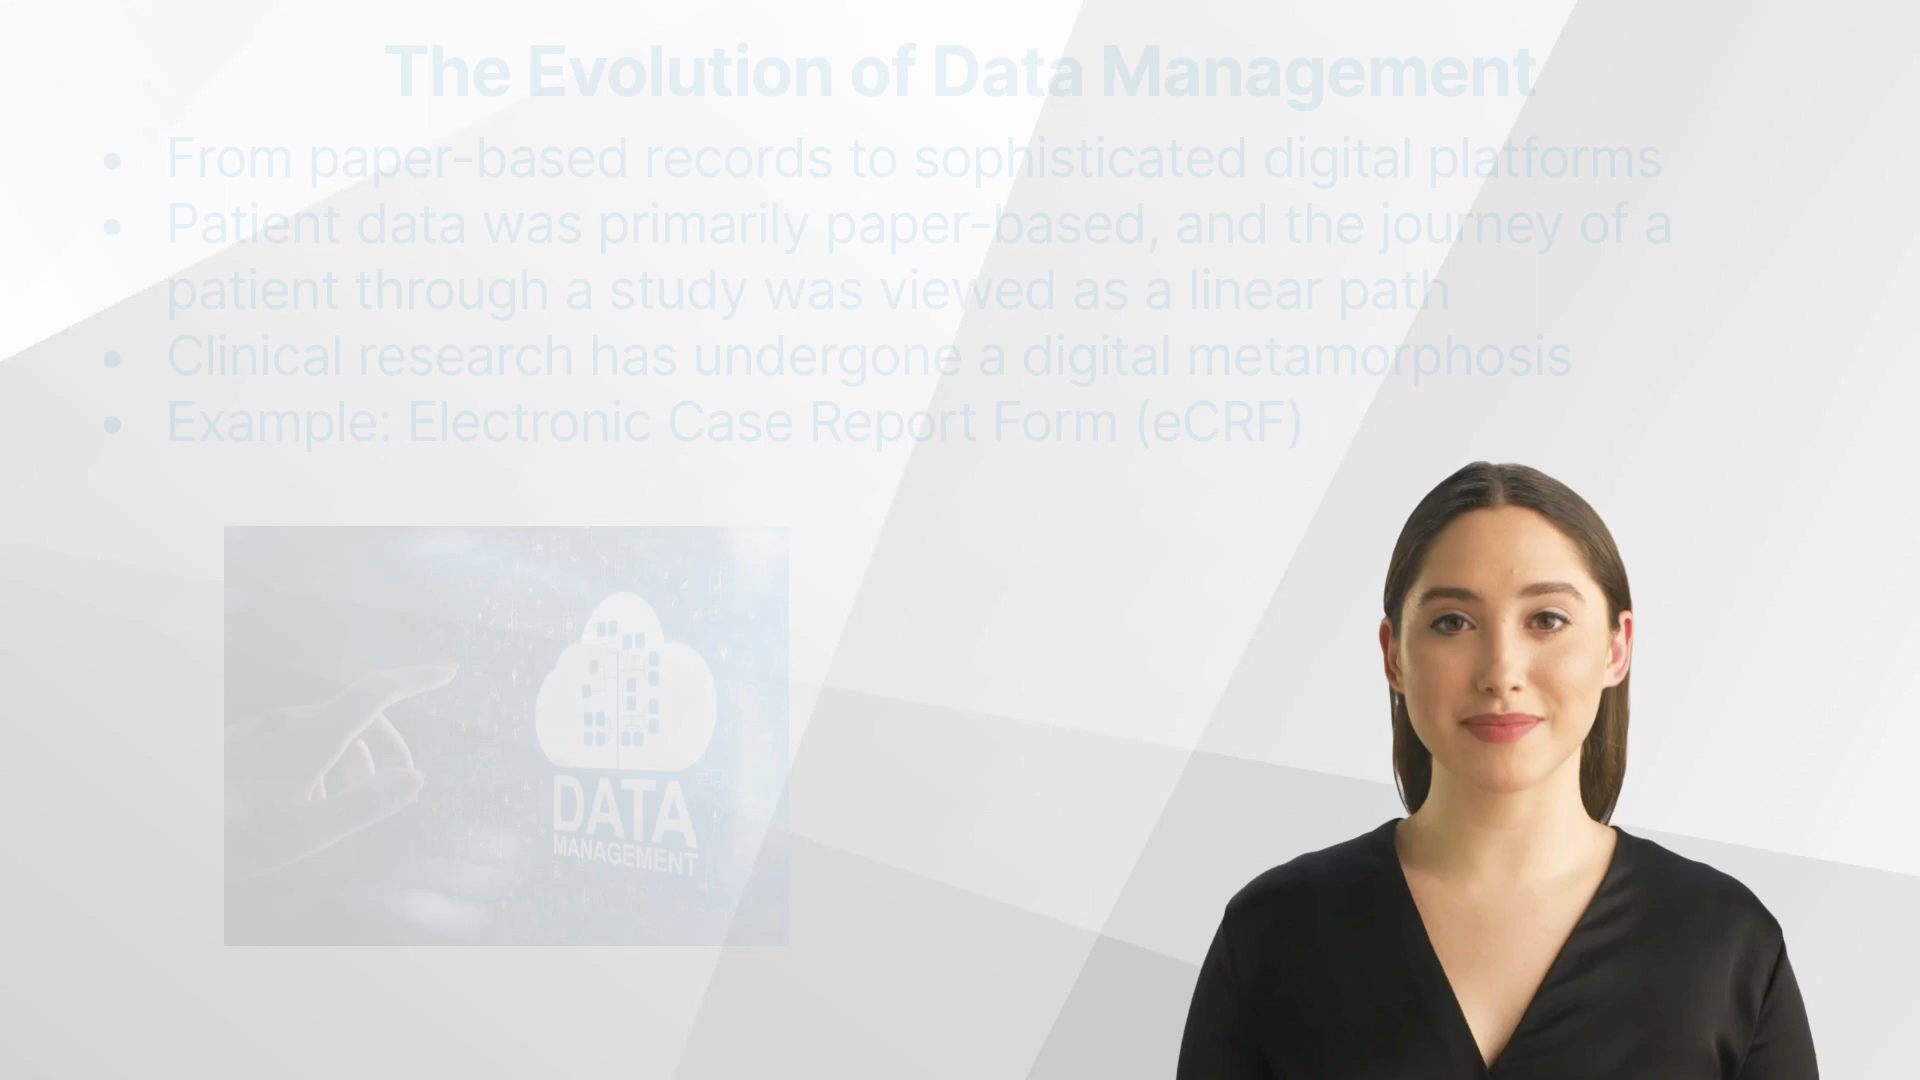 The Evolution of Data Management
• From paper-based records to sophisticated digital platforms
• Patient data was primarily paper-based, and the journey of a
patient through a study was viewed as a linear path
• Clinical research has undergone a digital metamorphosis
• Example: Electronic Case Report Form (eCRF)
DATA
MANAGEMENT